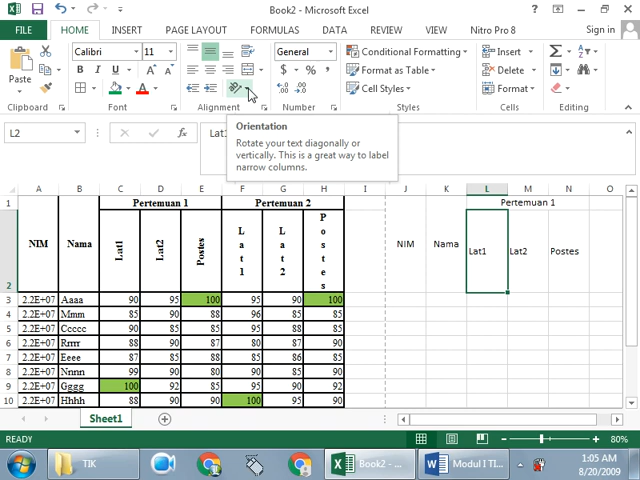 Book2 - Microsoft Excel
FILE HOME INSERT PAGE LAYOUT FORMULAS DATA REVIEW VIEW Nitro Pro 8 Sign in
Paste Calibri 11 General Conditional Formatting Insert
B I U $ % , Format as Table Delete
Cell Styles Format
Clipboard Font Alignment Number Styles Cells Editing
Orientation
Rotate your text diagonally or
vertically. This is a great way to label
narrow columns.
L2 Lat1
A B C D E F G H I J K L M N O
1 Pertemuan 1 Pertemuan 2 Pertemuan 1
2 NIM Nama Lat1 Lat2 Postes Lat1 Lat2 Postes NIM Nama Lat1 Lat2 Postes
3 2.2E+07 Aaaa 90 95 100 95 90 100
4 2.2E+07 Mmm 85 90 88 96 85 85
5 2.2E+07 Ccccc 90 85 85 95 88 85
6 2.2E+07 Rrrrr 88 90 87 80 87 90
7 2.2E+07 Eeee 87 85 88 85 86 85
8 2.2E+07 Nnnn 99 90 80 90 85 90
9 2.2E+07 Gggg 100 92 85 95 90 92
10 2.2E+07 Hhhh 88 90 90 100 95 90
Sheet1
READY 80%
TIK Book2 - ... Modul I TI... 1:05 AM
8/20/2009